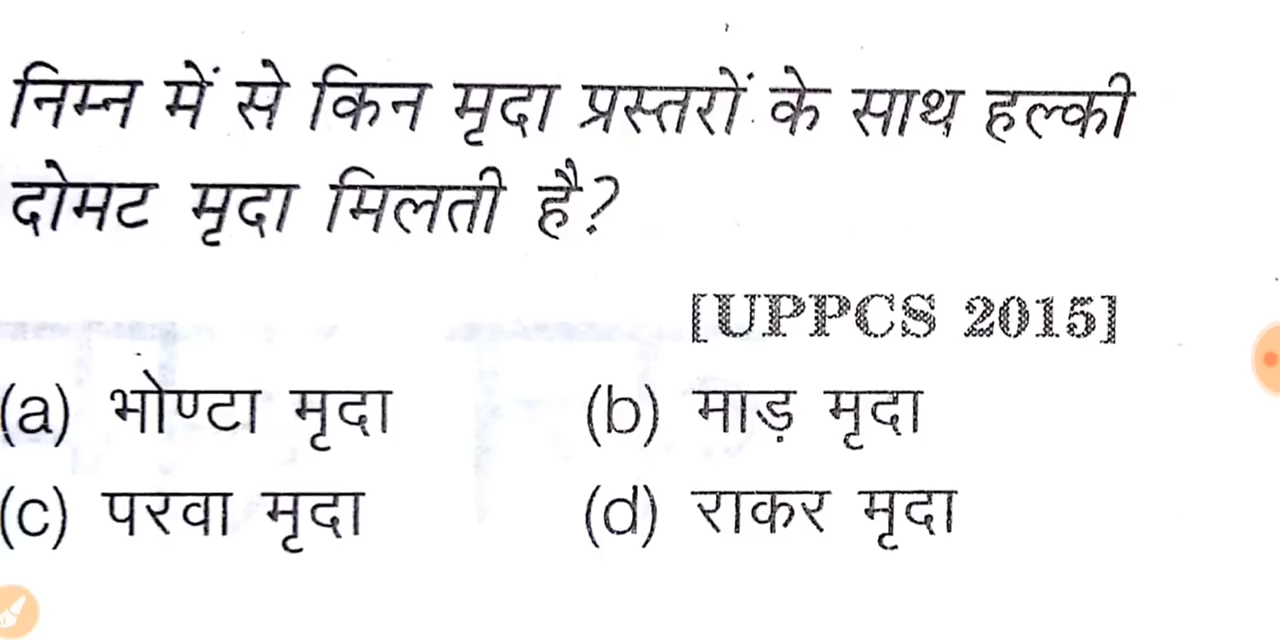 निम्न में से किन मृदा प्रस्तरों के साथ हल्की
दोमट मृदा मिलती है?
[UPPCS 2015]
(a) भोण्टा मृदा (b) माड़ मृदा
(c) परवा मृदा (d) राकर मृदा